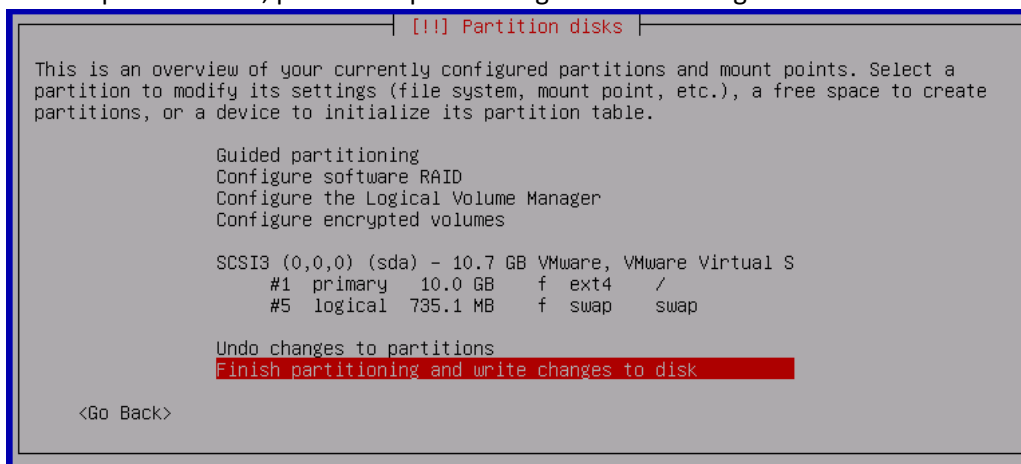 [!!] Partition disks
This is an overview of your currently configured partitions and mount points. Select a
partition to modify its settings (file system, mount point, etc.), a free space to create
partitions, or a device to initialize its partition table.
Guided partitioning
Configure software RAID
Configure the Logical Volume Manager
Configure encrypted volumes
SCSI3 (0,0,0) (sda) - 10.7 GB VMware, VMware Virtual S
#1 primary 10.0 GB f ext4 /
#5 logical 735.1 MB f swap swap
Undo changes to partitions
Finish partitioning and write changes to disk
<Go Back>